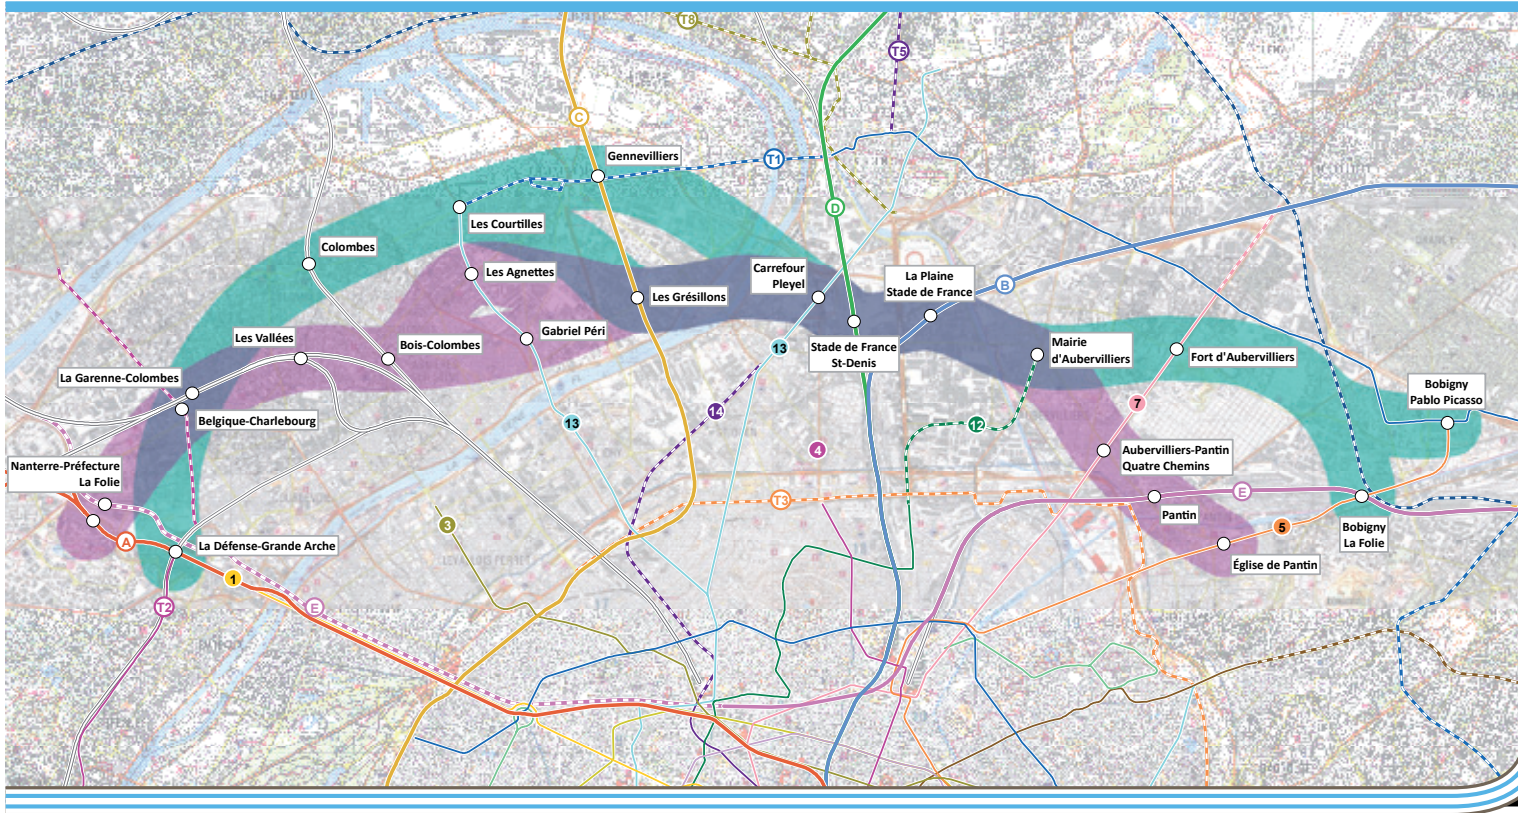 T8
T5
C
Gennevilliers
T1
D
Les Courtilles
Colombes
Les Agnettes
Carrefour
Pleyel
La Plaine
Stade de France
B
Les Grésillons
Les Vallées
Bois-Colombes
Gabriel Péri
13
Stade de France
St-Denis
Mairie
d'Aubervilliers
Fort d'Aubervilliers
La Garenne-Colombes
Belgique-Charlebourg
Bobigny
Pablo Picasso
14
7
13
12
4
Nanterre-Préfecture
La Folie
Aubervilliers-Pantin
Quatre Chemins
T3
E
Pantin
3
5
Bobigny
La Folie
A
La Défense-Grande Arche
Église de Pantin
1
T2
E